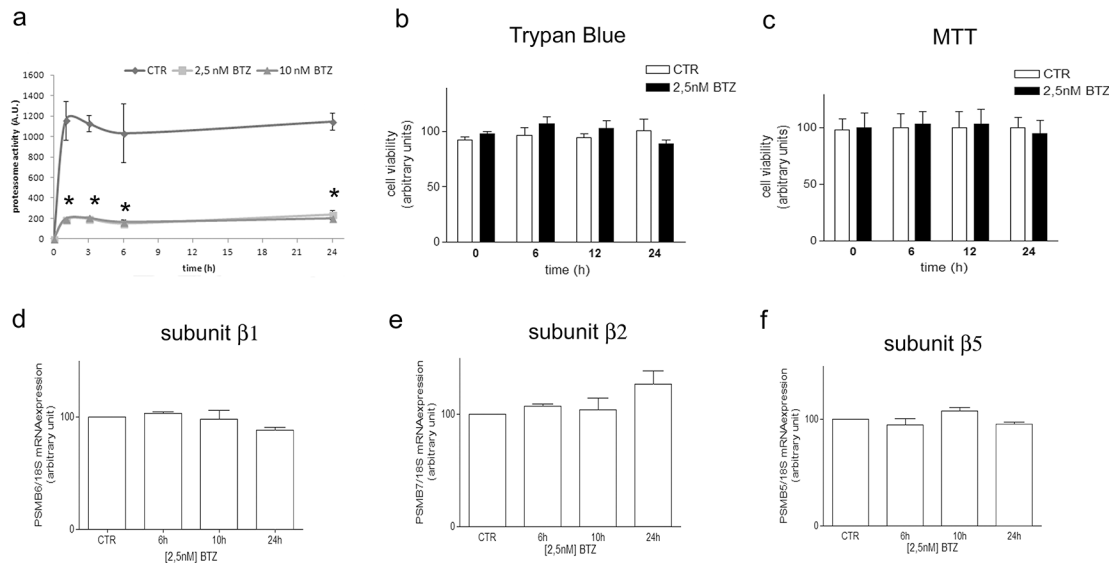 a
CTR 2,5 nM BTZ 10 nM BTZ
proteasome activity (A.U.)
1600
1400
1200
1000
800
600
400
200
0
* * * *
0 3 6 9 12 15 18 21 24
time (h)
b
Trypan Blue
CTR
2,5nM BTZ
cell viability
(arbitrary units)
100
50
0
0 6 12 24
time (h)
c
MTT
CTR
2,5nM BTZ
cell viability
(arbitrary units)
100
50
0
0 6 12 24
time (h)
d
subunit β1
PSMB6/18S mRNAexpression
(arbitrary unit)
100
0
CTR 6h 10h 24h
[2,5nM] BTZ
e
subunit β2
PSMB7/18S mRNAexpression
(arbitrary unit)
100
0
CTR 6h 10h 24h
[2,5nM] BTZ
f
subunit β5
PSMB5/18S mRNAexpression
(arbitrary unit)
100
0
CTR 6h 10h 24h
[2,5nM] BTZ